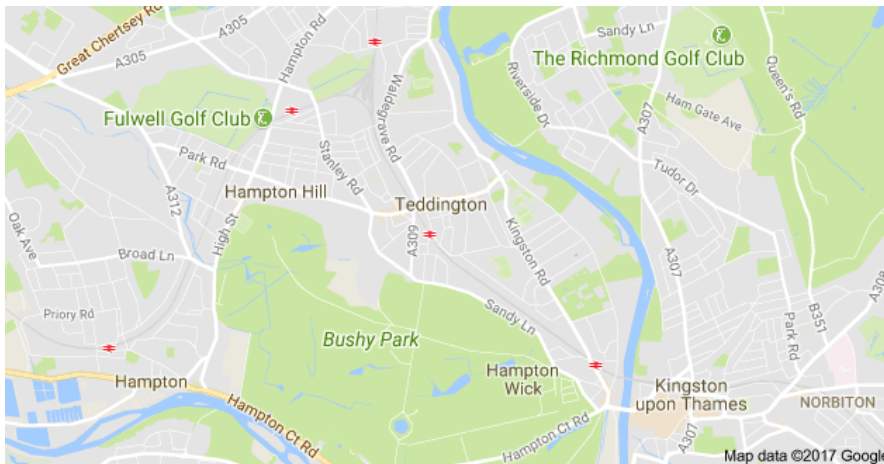 Great Chertsey Rd
A305
A305
Hampton Rd
Waldegrave Rd
Sandy Ln
The Richmond Golf Club
Riverside Dr
A307
Ham Gate Ave
Queen's Rd
Fulwell Golf Club
Park Rd
Stanley Rd
Tudor Dr
A312
Hampton Hill
Teddington
Oak Ave
High St
A309
Kingston Rd
Broad Ln
A307
A308
Priory Rd
Sandy Ln
B351
Park Rd
Bushy Park
Hampton
Hampton
Wick
Kingston
upon Thames
NORBITON
Hampton Ct Rd
Hampton Ct Rd
A307
Map data ©2017 Google